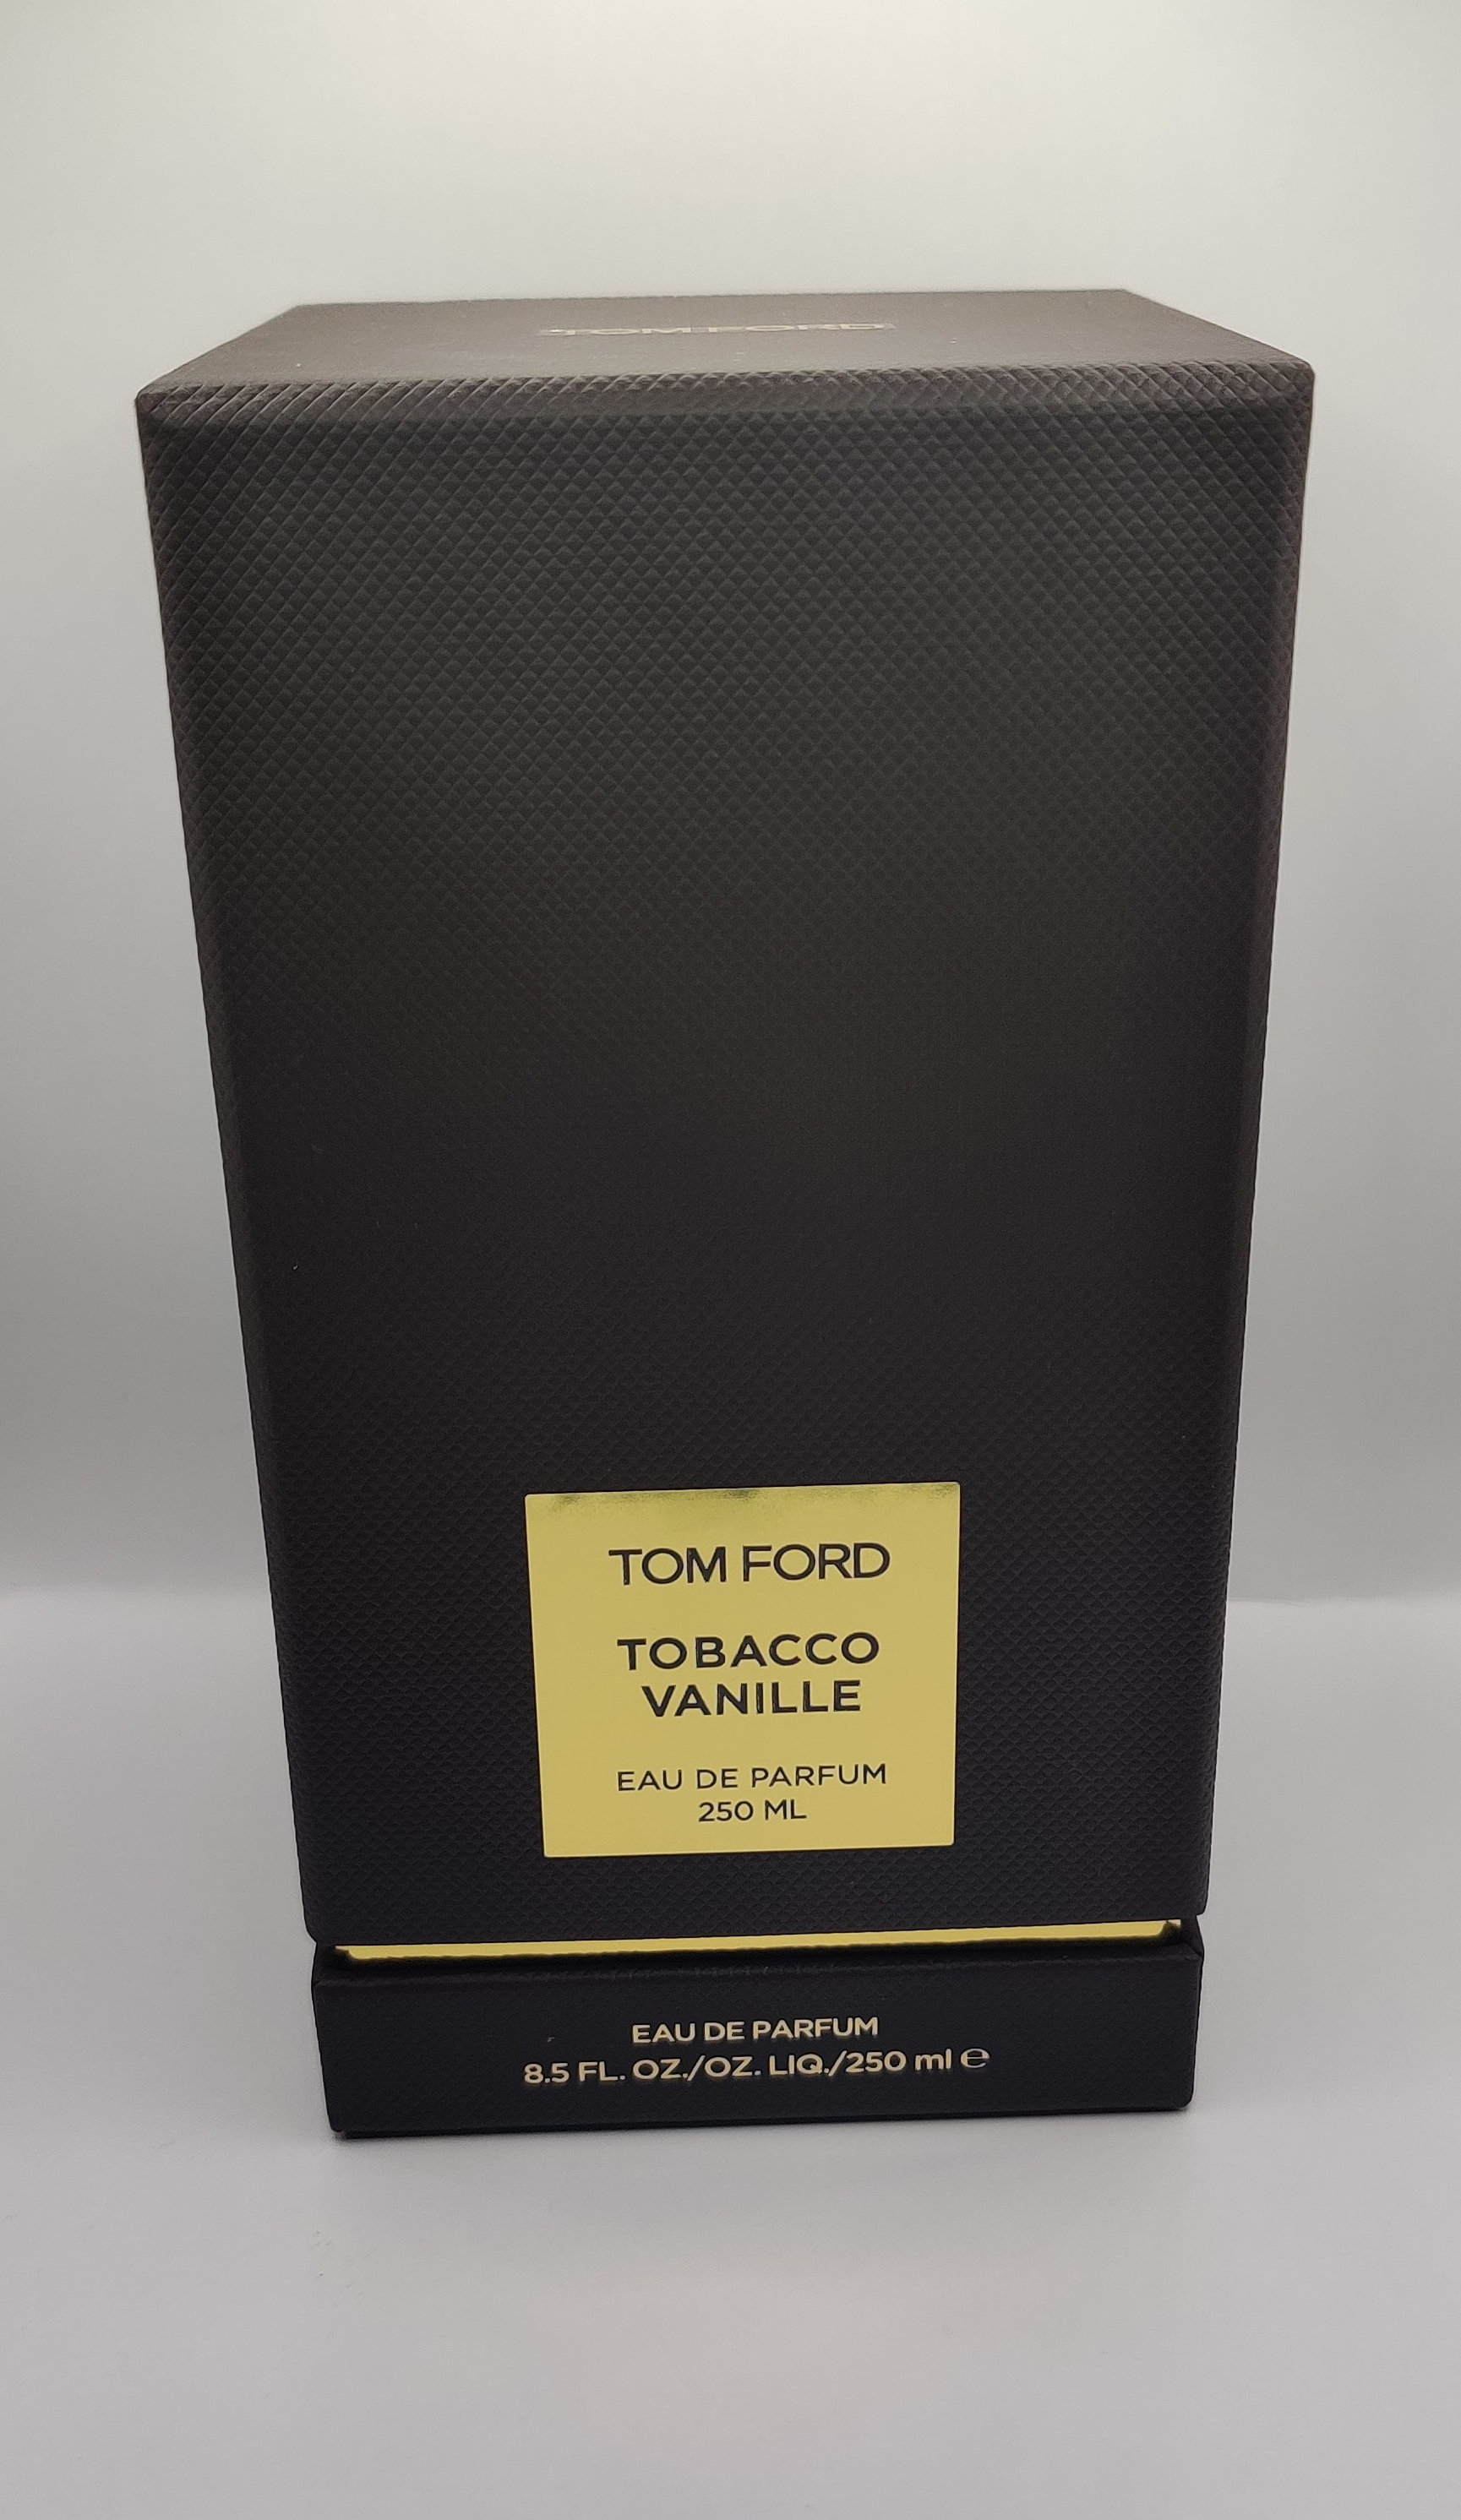 TOM FORD
TOM FORD
TOBACCO
VANILLE
EAU DE PARFUM
250 ML
EAU DE PARFUM
8.5 FL. OZ./OZ. LIQ./250 ml ℮